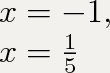 x = −1,
x = 1/5